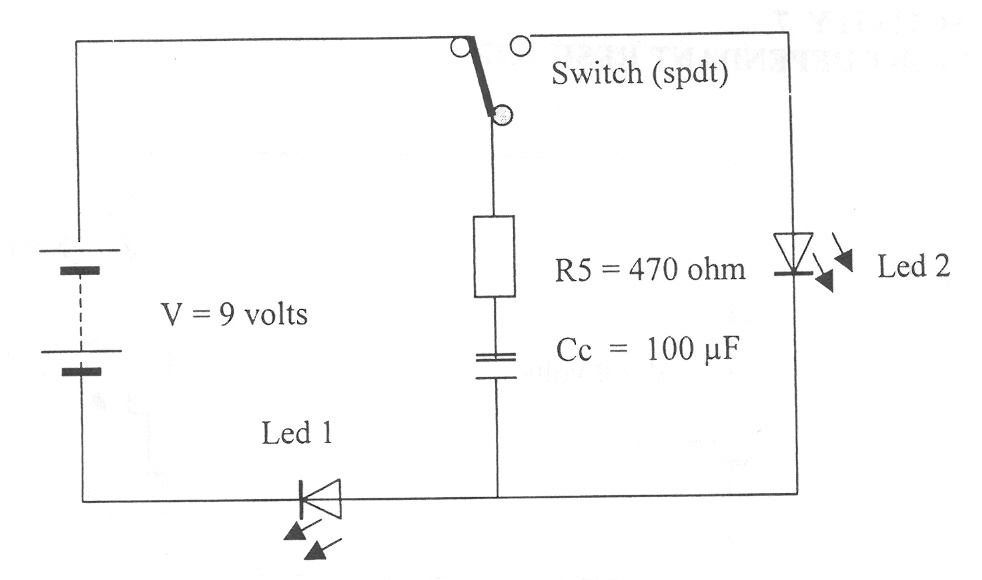 Switch (spdt)
R5 = 470 ohm
Led 2
V = 9 volts
Cc = 100 µF
Led 1